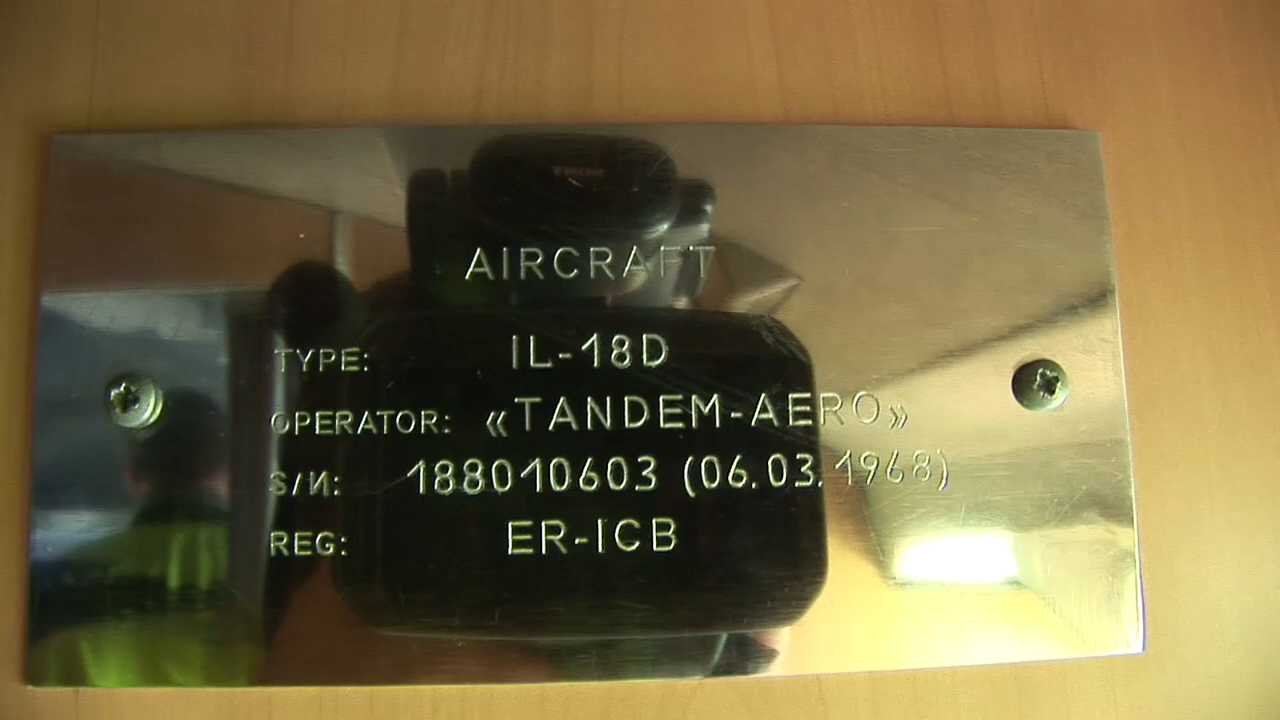 AIRCRAFT
TYPE: IL-18D
OPERATOR: «TANDEM-AERO»
S/И: 188010603 (06.03.1968)
REG: ER-ICB